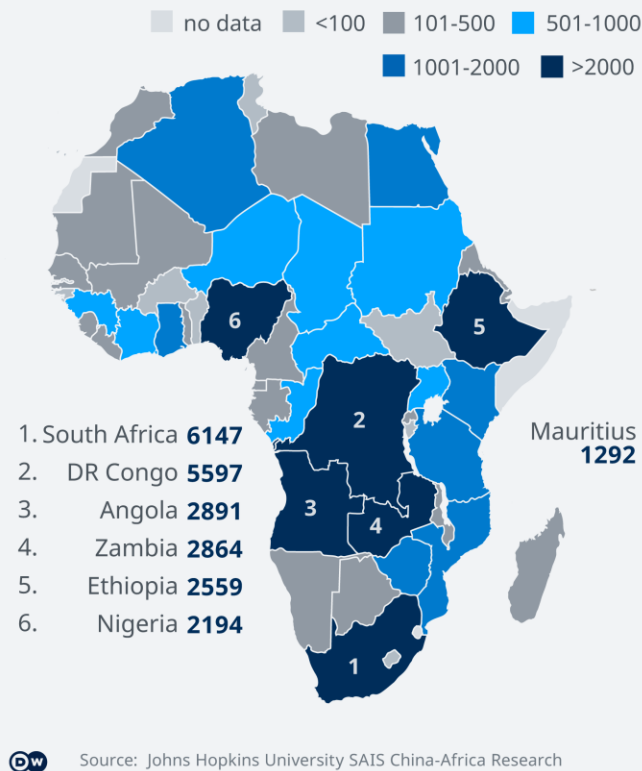 no data <100 101-500 501-1000
1001-2000 >2000
6
5
2
3
4
1
1. South Africa 6147
2. DR Congo 5597
3. Angola 2891
4. Zambia 2864
5. Ethiopia 2559
6. Nigeria 2194
Mauritius
1292
DW Source: Johns Hopkins University SAIS China-Africa Research